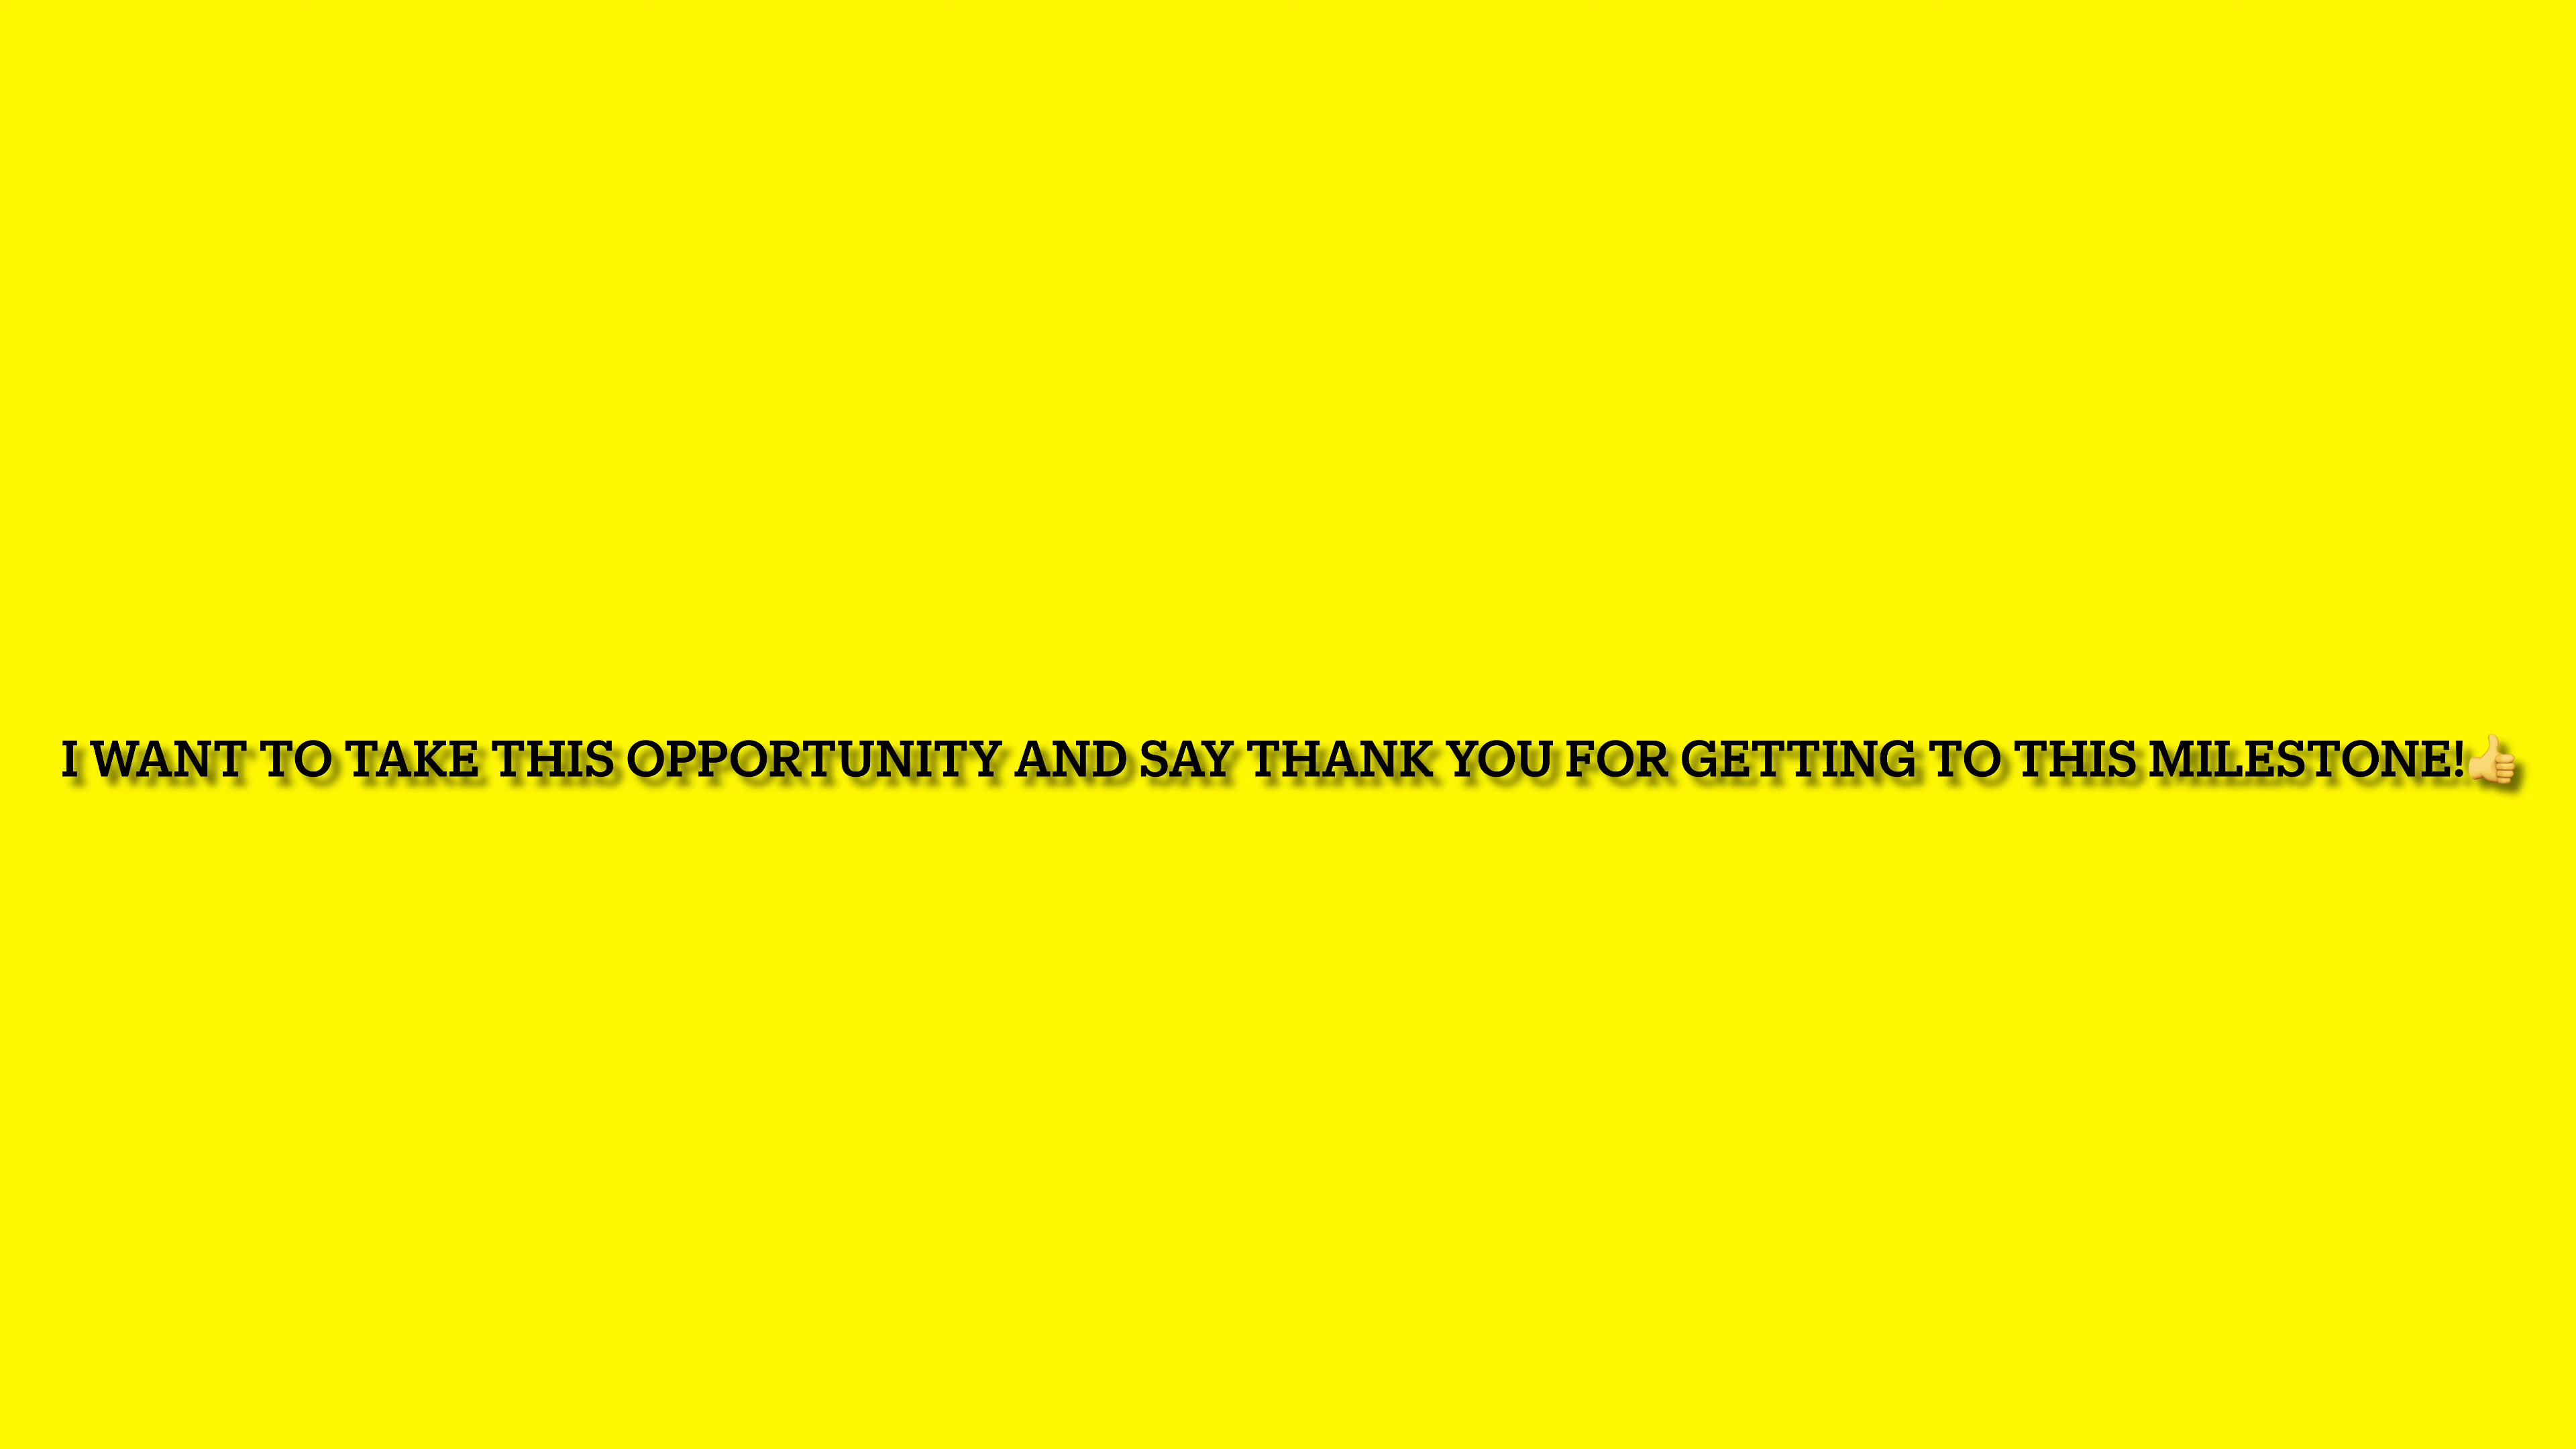 I WANT TO TAKE THIS OPPORTUNITY AND SAY THANK YOU FOR GETTING TO THIS MILESTONE!👍